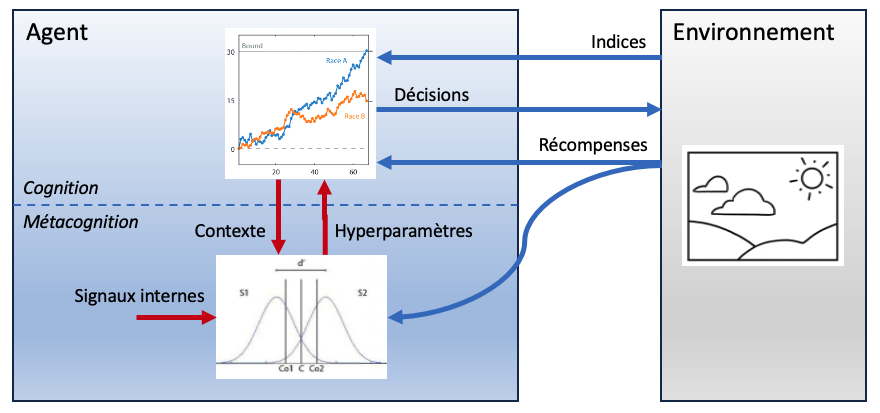 Agent
Environnement
Bound
30
Race A
15
Race B
0
20
40
60
Indices
Décisions
Récompenses
Cognition
Métacognition
Contexte
Hyperparamètres
Signaux internes
d'
S1
S2
Co1 C Co2